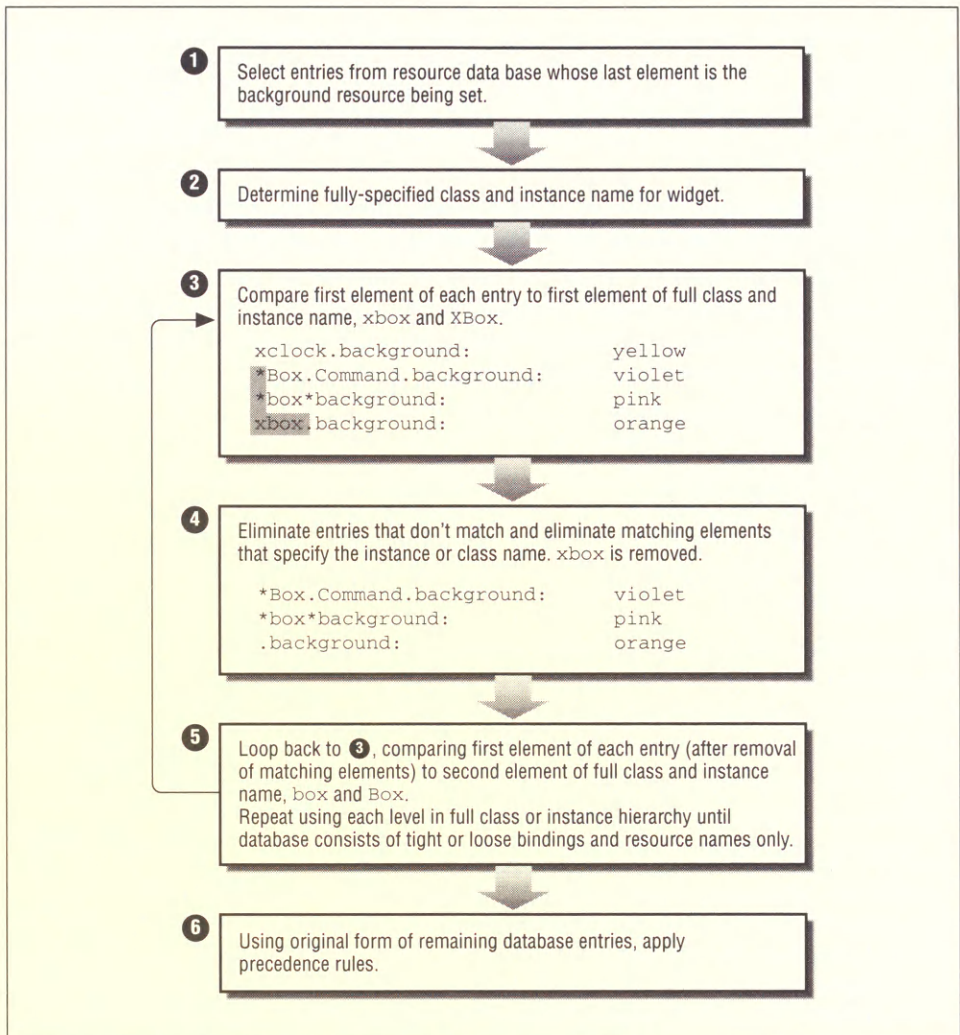 1
Select entries from resource data base whose last element is the
background resource being set.
2
Determine fully-specified class and instance name for widget.
3
Compare first element of each entry to first element of full class and
instance name, xbox and XBox.
xclock.background: yellow
*Box.Command.background: violet
*box*background: pink
xbox.background: orange
4
Eliminate entries that don't match and eliminate matching elements
that specify the instance or class name. xbox is removed.
*Box.Command.background: violet
*box*background: pink
.background: orange
5
Loop back to 3, comparing first element of each entry (after removal
of matching elements) to second element of full class and instance
name, box and Box.
Repeat using each level in full class or instance hierarchy until
database consists of tight or loose bindings and resource names only.
6
Using original form of remaining database entries, apply
precedence rules.